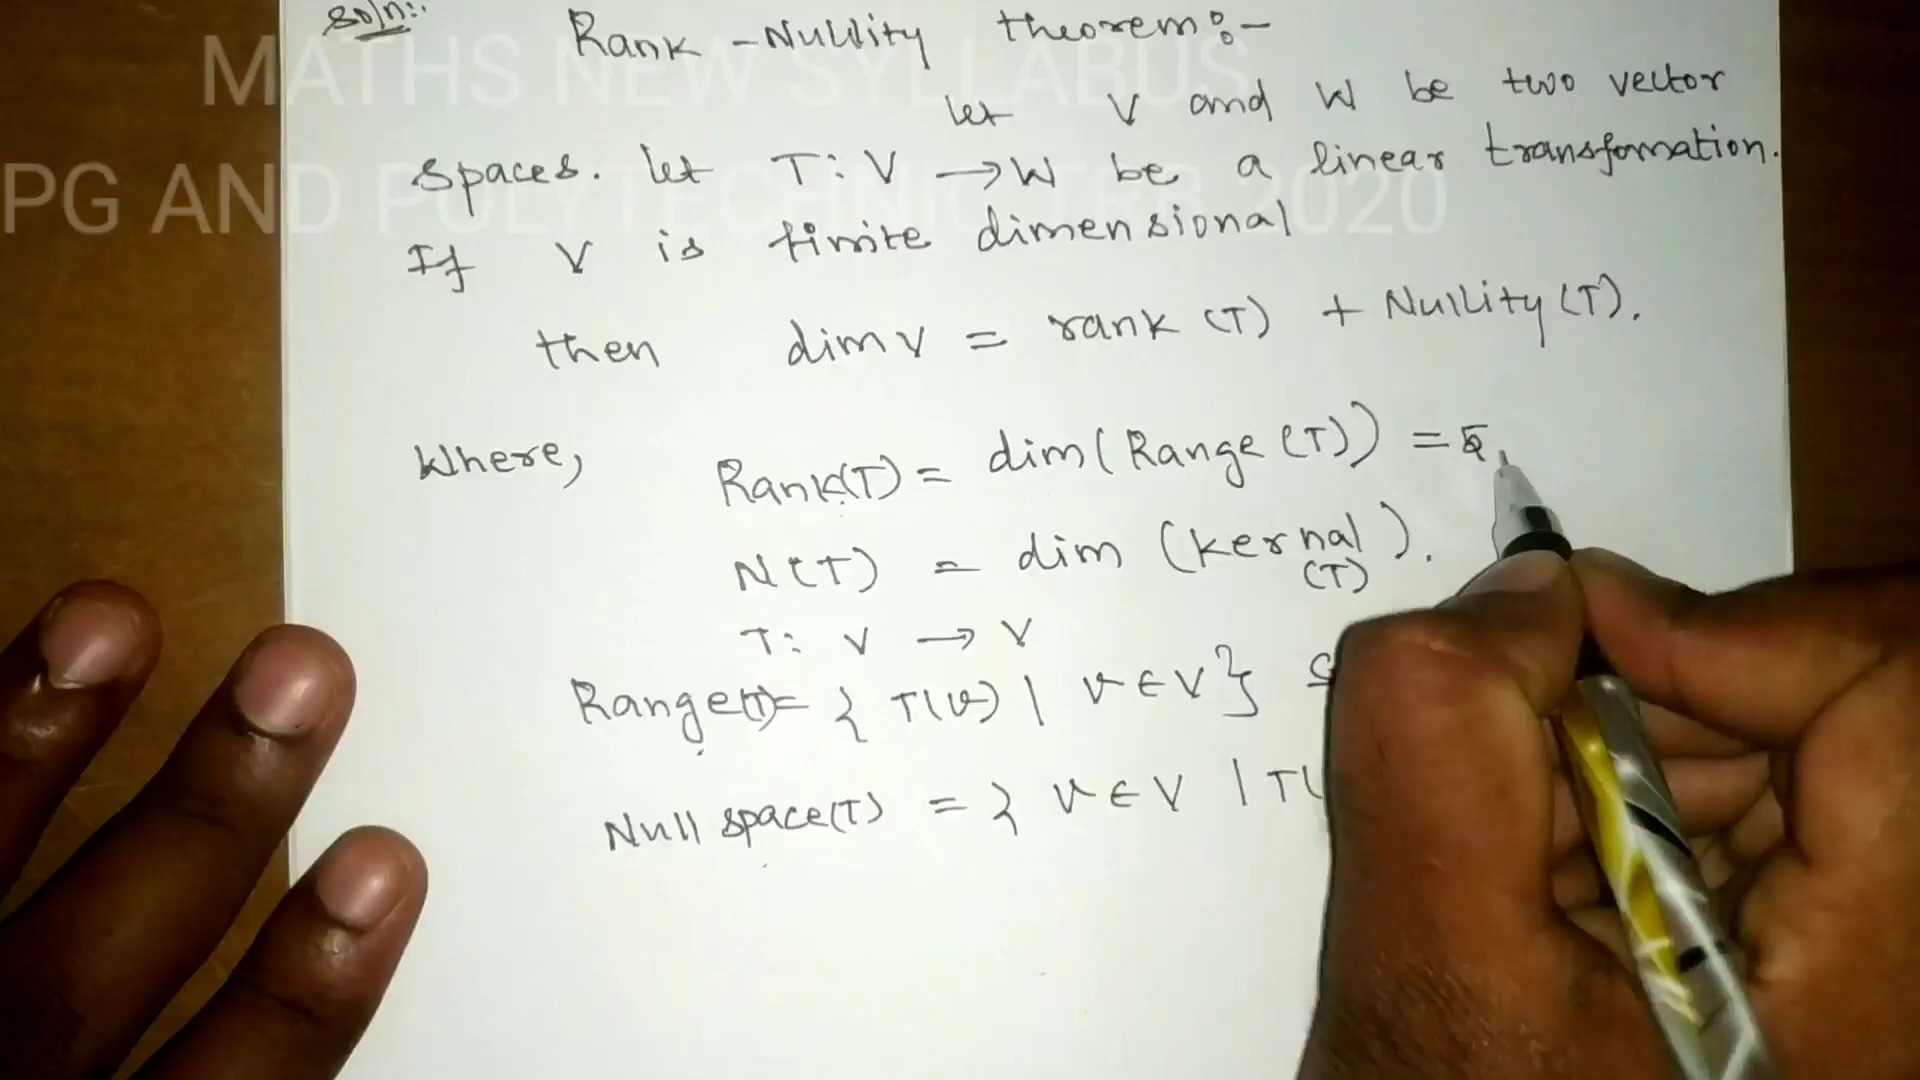 Soln:.
Rank - Nullity theorem:-
MATHS NEW SYLLABUS
let V and W be two vector
spaces. let T: V → W be a linear transfomation.
PG AND POLYTECHNIC TRB 2020
If V is finite dimensional
then dim V = rank (T) + Nullity (T).
Where, Rank(T) = dim (Range (T)) =
N(T) = dim (kernal (T)).
T: V → V
Range(T)= { T(v) | v ∈ V }
Null space(T) = { v ∈ V | T(